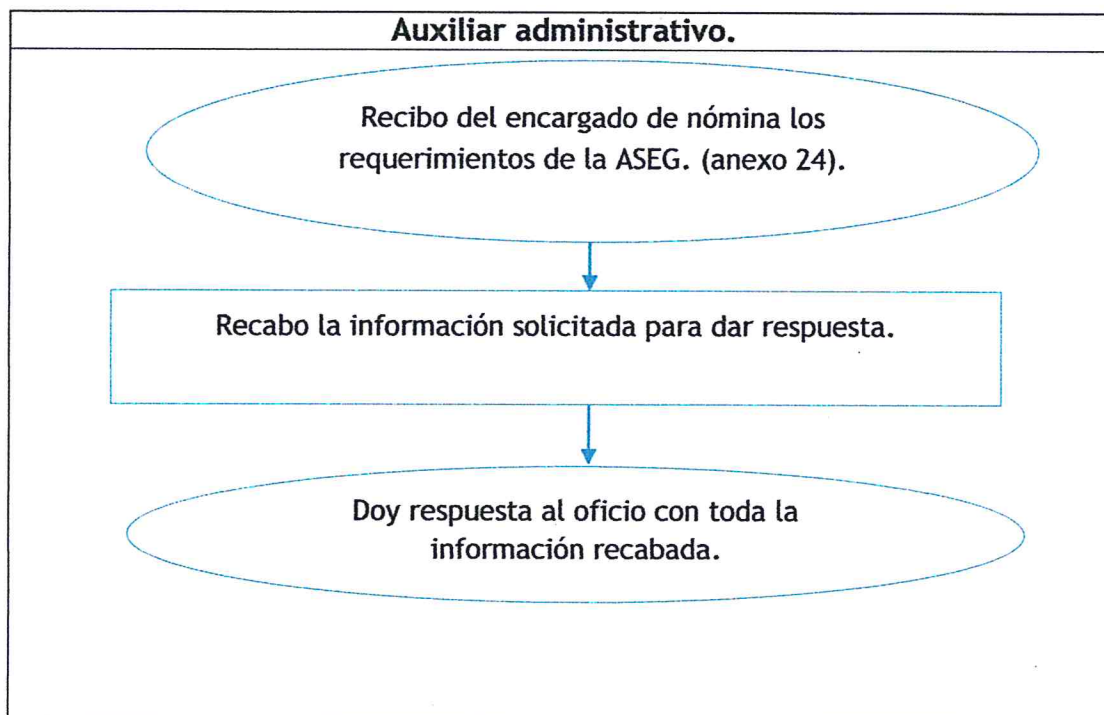 Auxiliar administrativo.
Recibo del encargado de nómina los
requerimientos de la ASEG. (anexo 24).
Recabo la información solicitada para dar respuesta.
Doy respuesta al oficio con toda la
información recabada.